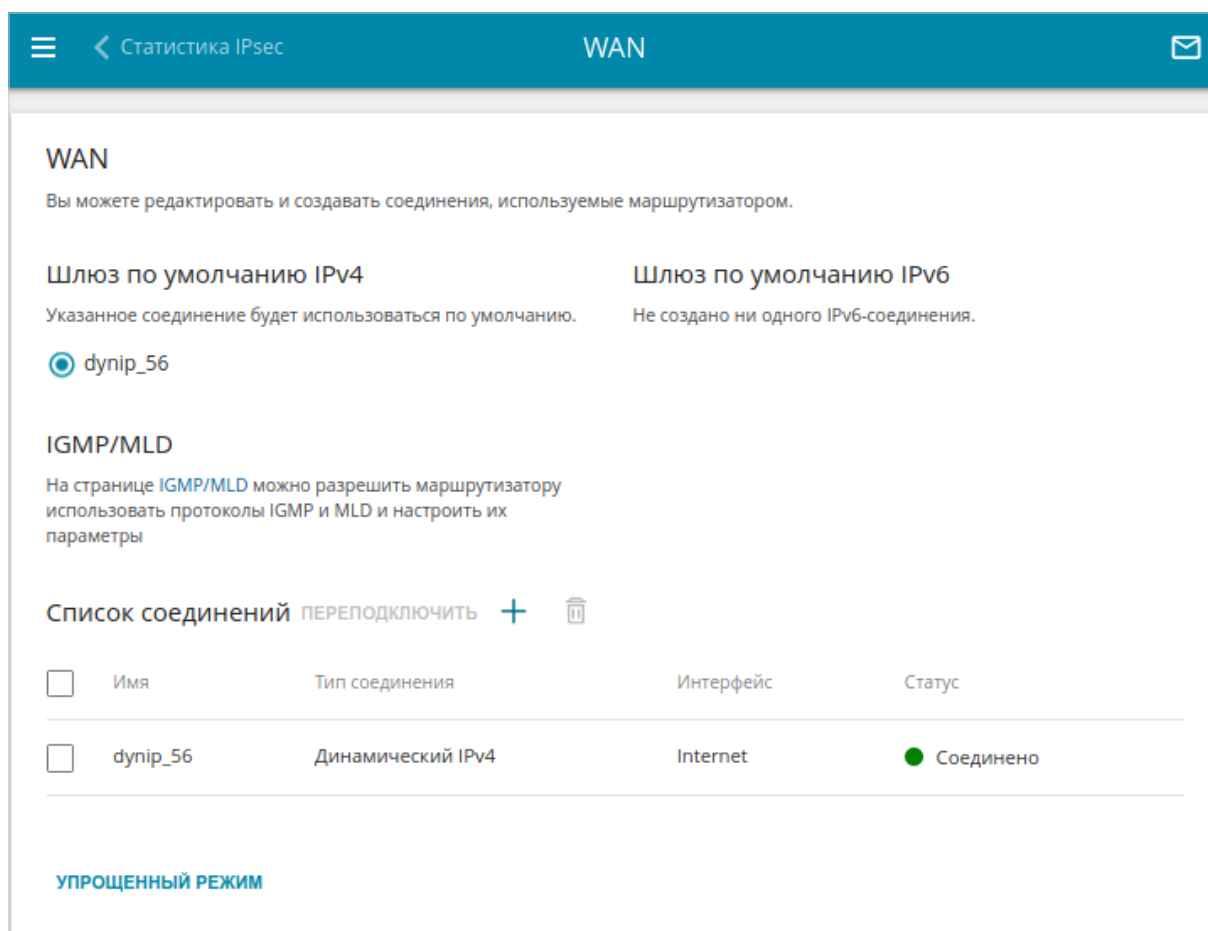 Статистика IPsec
WAN
WAN
Вы можете редактировать и создавать соединения, используемые маршрутизатором.
Шлюз по умолчанию IPv4
Указанное соединение будет использоваться по умолчанию.
dynip_56
Шлюз по умолчанию IPv6
Не создано ни одного IPv6-соединения.
IGMP/MLD
На странице IGMP/MLD можно разрешить маршрутизатору
использовать протоколы IGMP и MLD и настроить их
параметры
Список соединений ПЕРЕПОДКЛЮЧИТЬ
Имя Тип соединения Интерфейс Статус
dynip_56 Динамический IPv4 Internet Соединено
УПРОЩЕННЫЙ РЕЖИМ